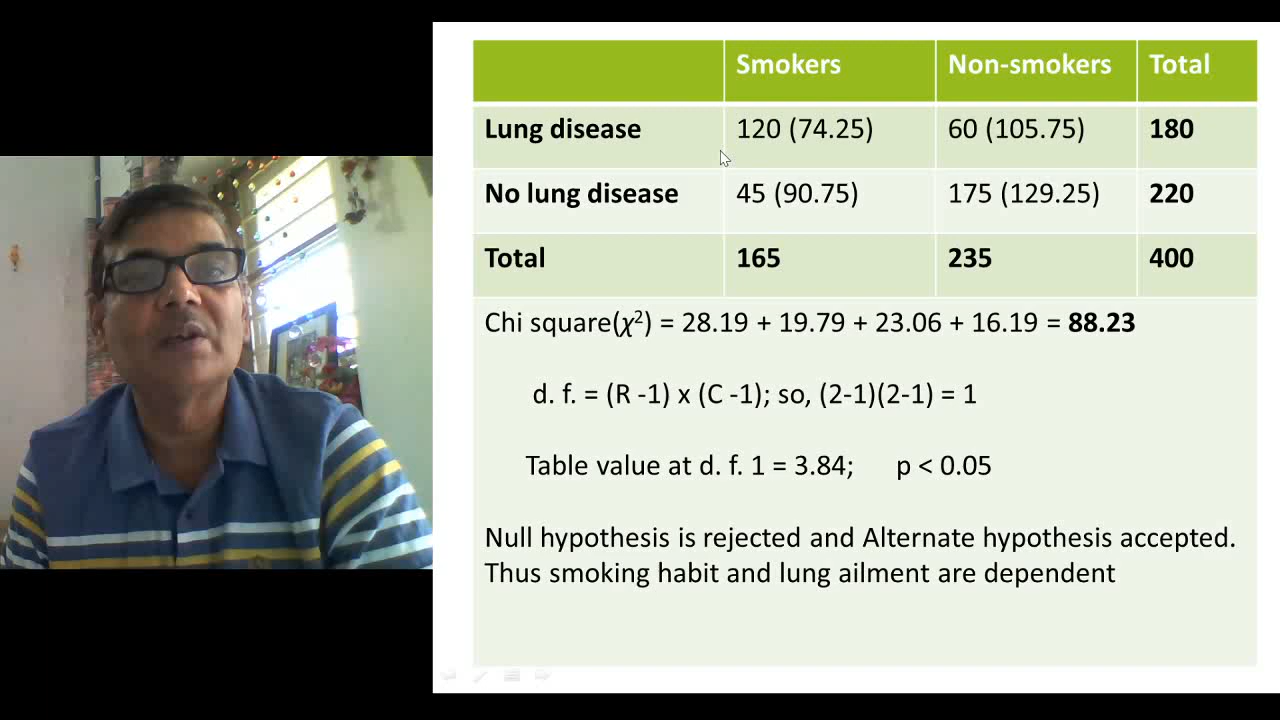 Smokers Non-smokers Total
Lung disease 120 (74.25) 60 (105.75) 180
No lung disease 45 (90.75) 175 (129.25) 220
Total 165 235 400
Chi square(χ²) = 28.19 + 19.79 + 23.06 + 16.19 = 88.23
d. f. = (R -1) x (C -1); so, (2-1)(2-1) = 1
Table value at d. f. 1 = 3.84; p < 0.05
Null hypothesis is rejected and Alternate hypothesis accepted.
Thus smoking habit and lung ailment are dependent